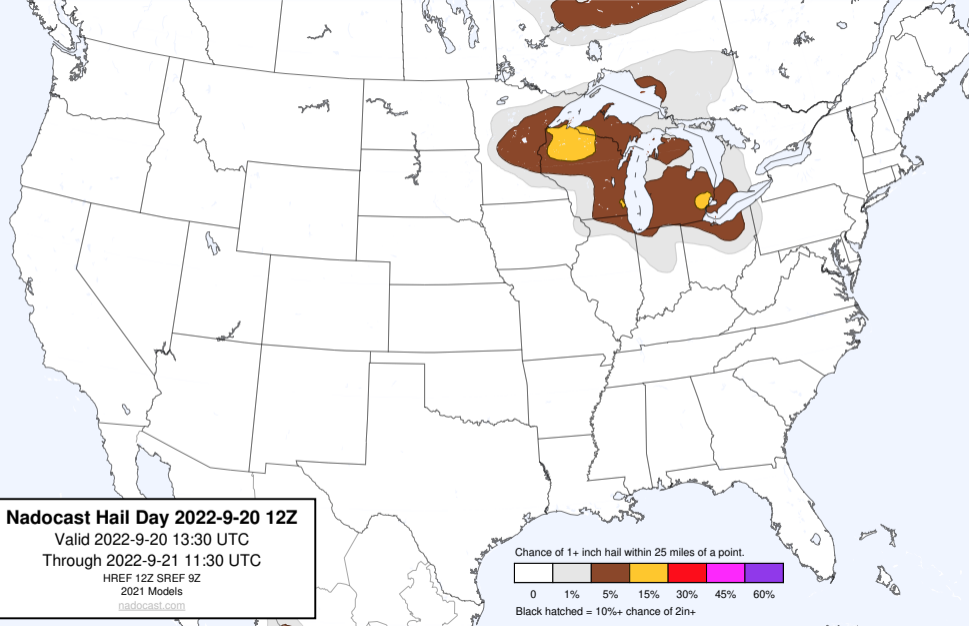 Nadocast Hail Day 2022-9-20 12Z
Valid 2022-9-20 13:30 UTC
Through 2022-9-21 11:30 UTC
HREF 12Z SREF 9Z
2021 Models
nadocast.com
Chance of 1+ inch hail within 25 miles of a point.
0 1% 5% 15% 30% 45% 60%
Black hatched = 10%+ chance of 2in+